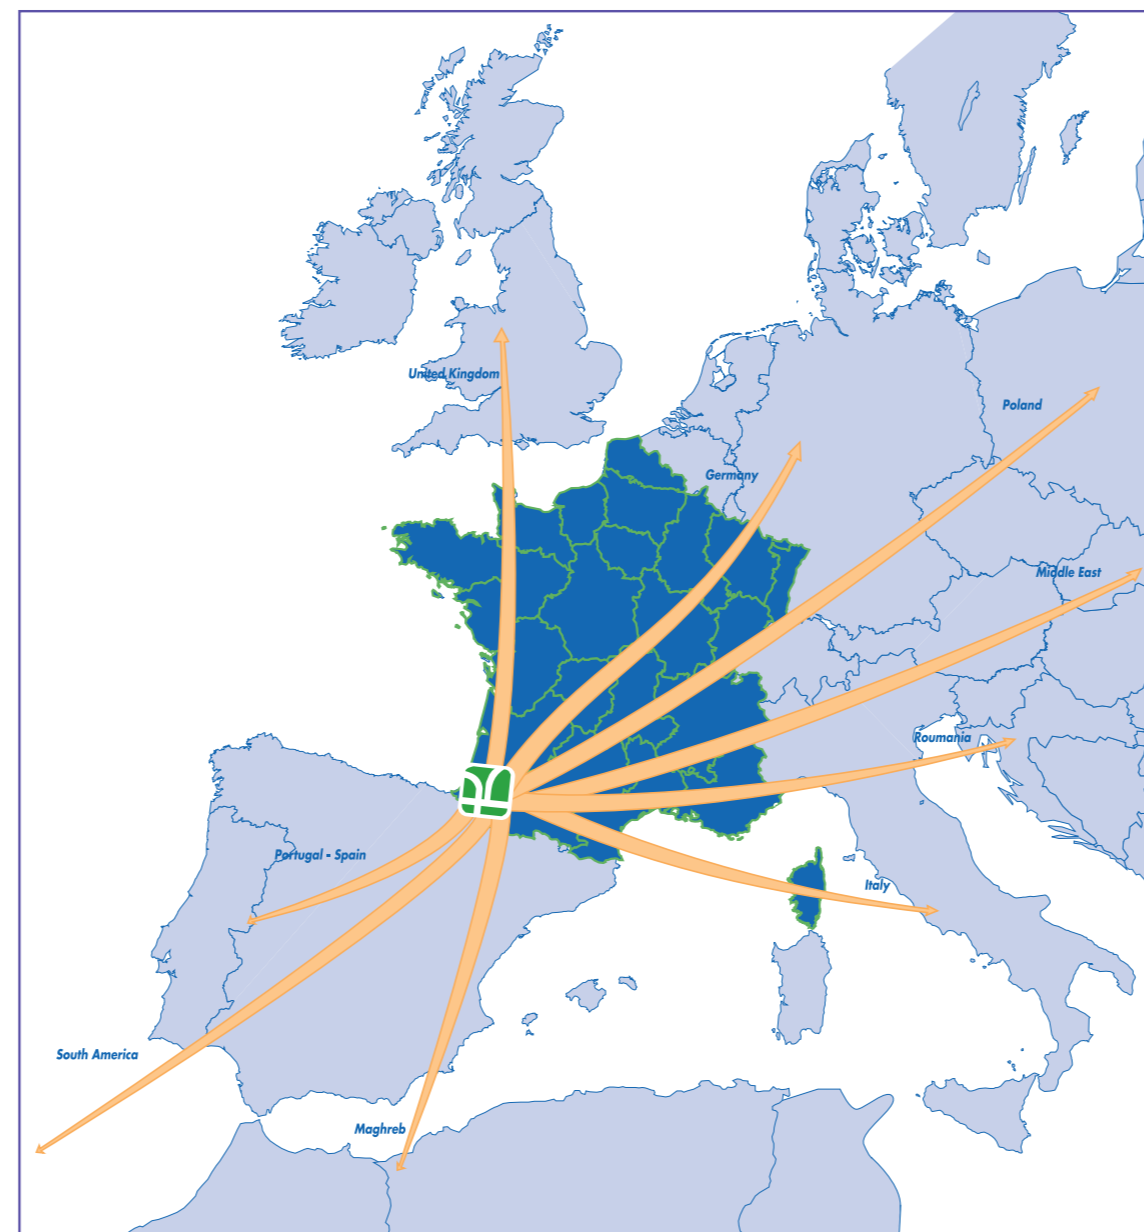 United Kingdom
Poland
Germany
Middle East
Roumania
Portugal - Spain
Italy
South America
Maghreb